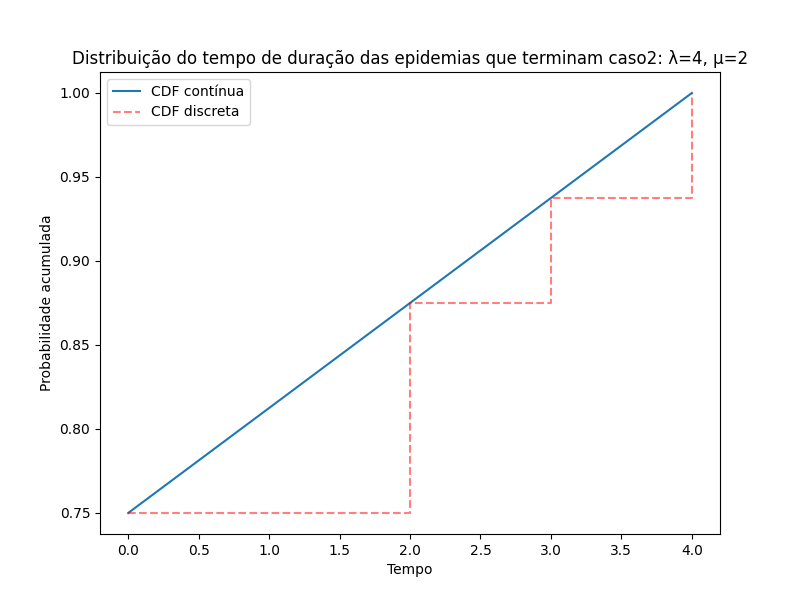 Distribuição do tempo de duração das epidemias que terminam caso2: λ=4, μ=2
CDF contínua
CDF discreta
Probabilidade acumulada
1.00
0.95
0.90
0.85
0.80
0.75
0.0 0.5 1.0 1.5 2.0 2.5 3.0 3.5 4.0
Tempo